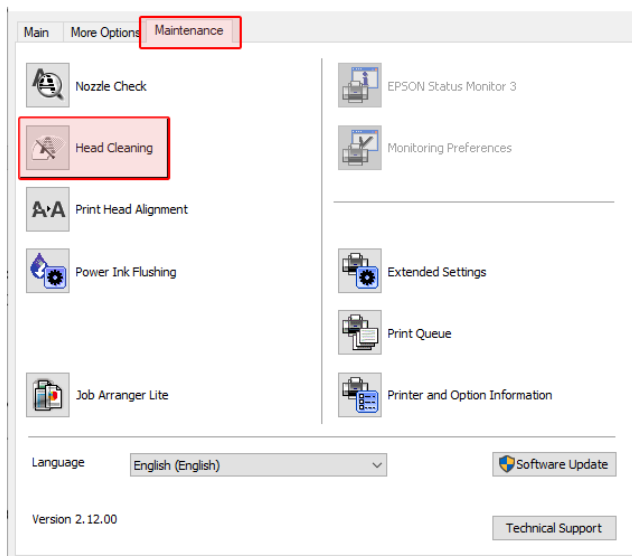 Main More Options Maintenance
Nozzle Check
EPSON Status Monitor 3
Head Cleaning
Monitoring Preferences
A A Print Head Alignment
Power Ink Flushing
Extended Settings
Print Queue
Job Arranger Lite
Printer and Option Information
Language English (English) Software Update
Version 2.12.00
Technical Support